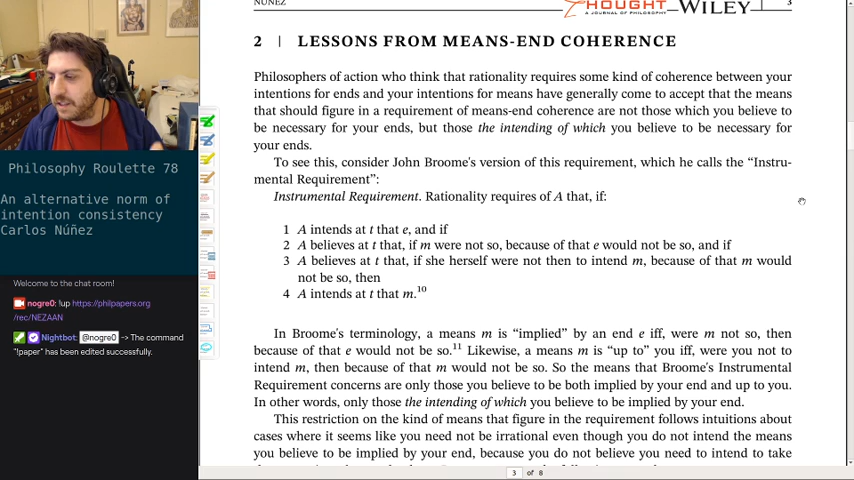 NÚÑEZ
THOUGHT
A JOURNAL OF PHILOSOPHY
WILEY
3
2 | LESSONS FROM MEANS-END COHERENCE
Philosophers of action who think that rationality requires some kind of coherence between your
intentions for ends and your intentions for means have generally come to accept that the means
that should figure in a requirement of means-end coherence are not those which you believe to
be necessary for your ends, but those the intending of which you believe to be necessary for
your ends.
To see this, consider John Broome's version of this requirement, which he calls the “Instru-
mental Requirement”:
Instrumental Requirement. Rationality requires of A that, if:
1 A intends at t that e, and if
2 A believes at t that, if m were not so, because of that e would not be so, and if
3 A believes at t that, if she herself were not then to intend m, because of that m would
not be so, then
4 A intends at t that m.10
In Broome's terminology, a means m is “implied” by an end e iff, were m not so, then
because of that e would not be so.11 Likewise, a means m is “up to” you iff, were you not to
intend m, then because of that m would not be so. So the means that Broome's Instrumental
Requirement concerns are only those you believe to be both implied by your end and up to you.
In other words, only those the intending of which you believe to be implied by your end.
This restriction on the kind of means that figure in the requirement follows intuitions about
cases where it seems like you need not be irrational even though you do not intend the means
you believe to be implied by your end, because you do not believe you need to intend to take
3 of 8
Philosophy Roulette 78
An alternative norm of
intention consistency
Carlos Núñez
Welcome to the chat room!
nogre0: !up https://philpapers.org
/rec/NEZAAN
Nightbot: @nogre0 -> The command
"!paper" has been edited successfully.